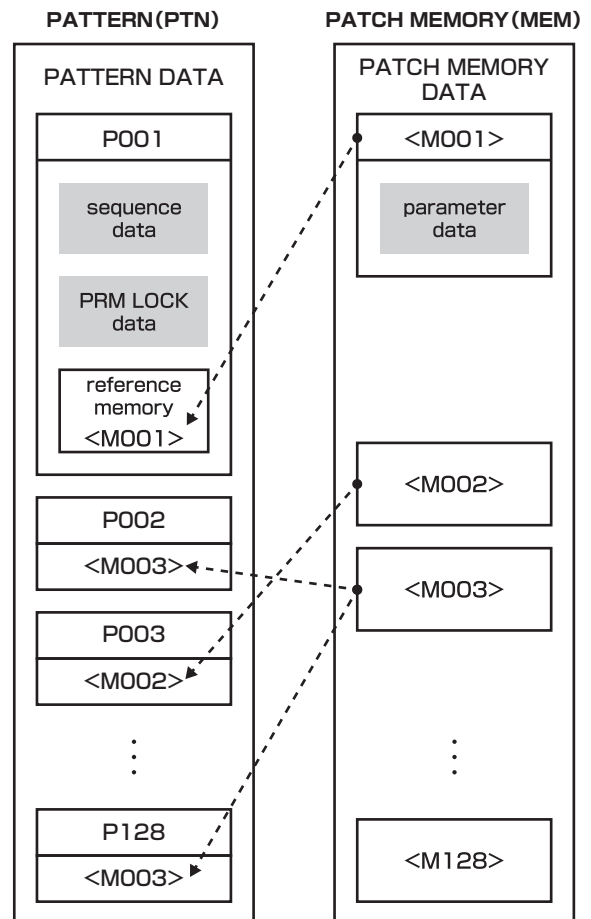 PATTERN(PTN)
PATTERN DATA
P001
sequence
data
PRM LOCK
data
reference
memory
<M001>
P002
<M003>
P003
<M002>
⋮
P128
<M003>
PATCH MEMORY(MEM)
PATCH MEMORY
DATA
<M001>
parameter
data
<M002>
<M003>
⋮
<M128>